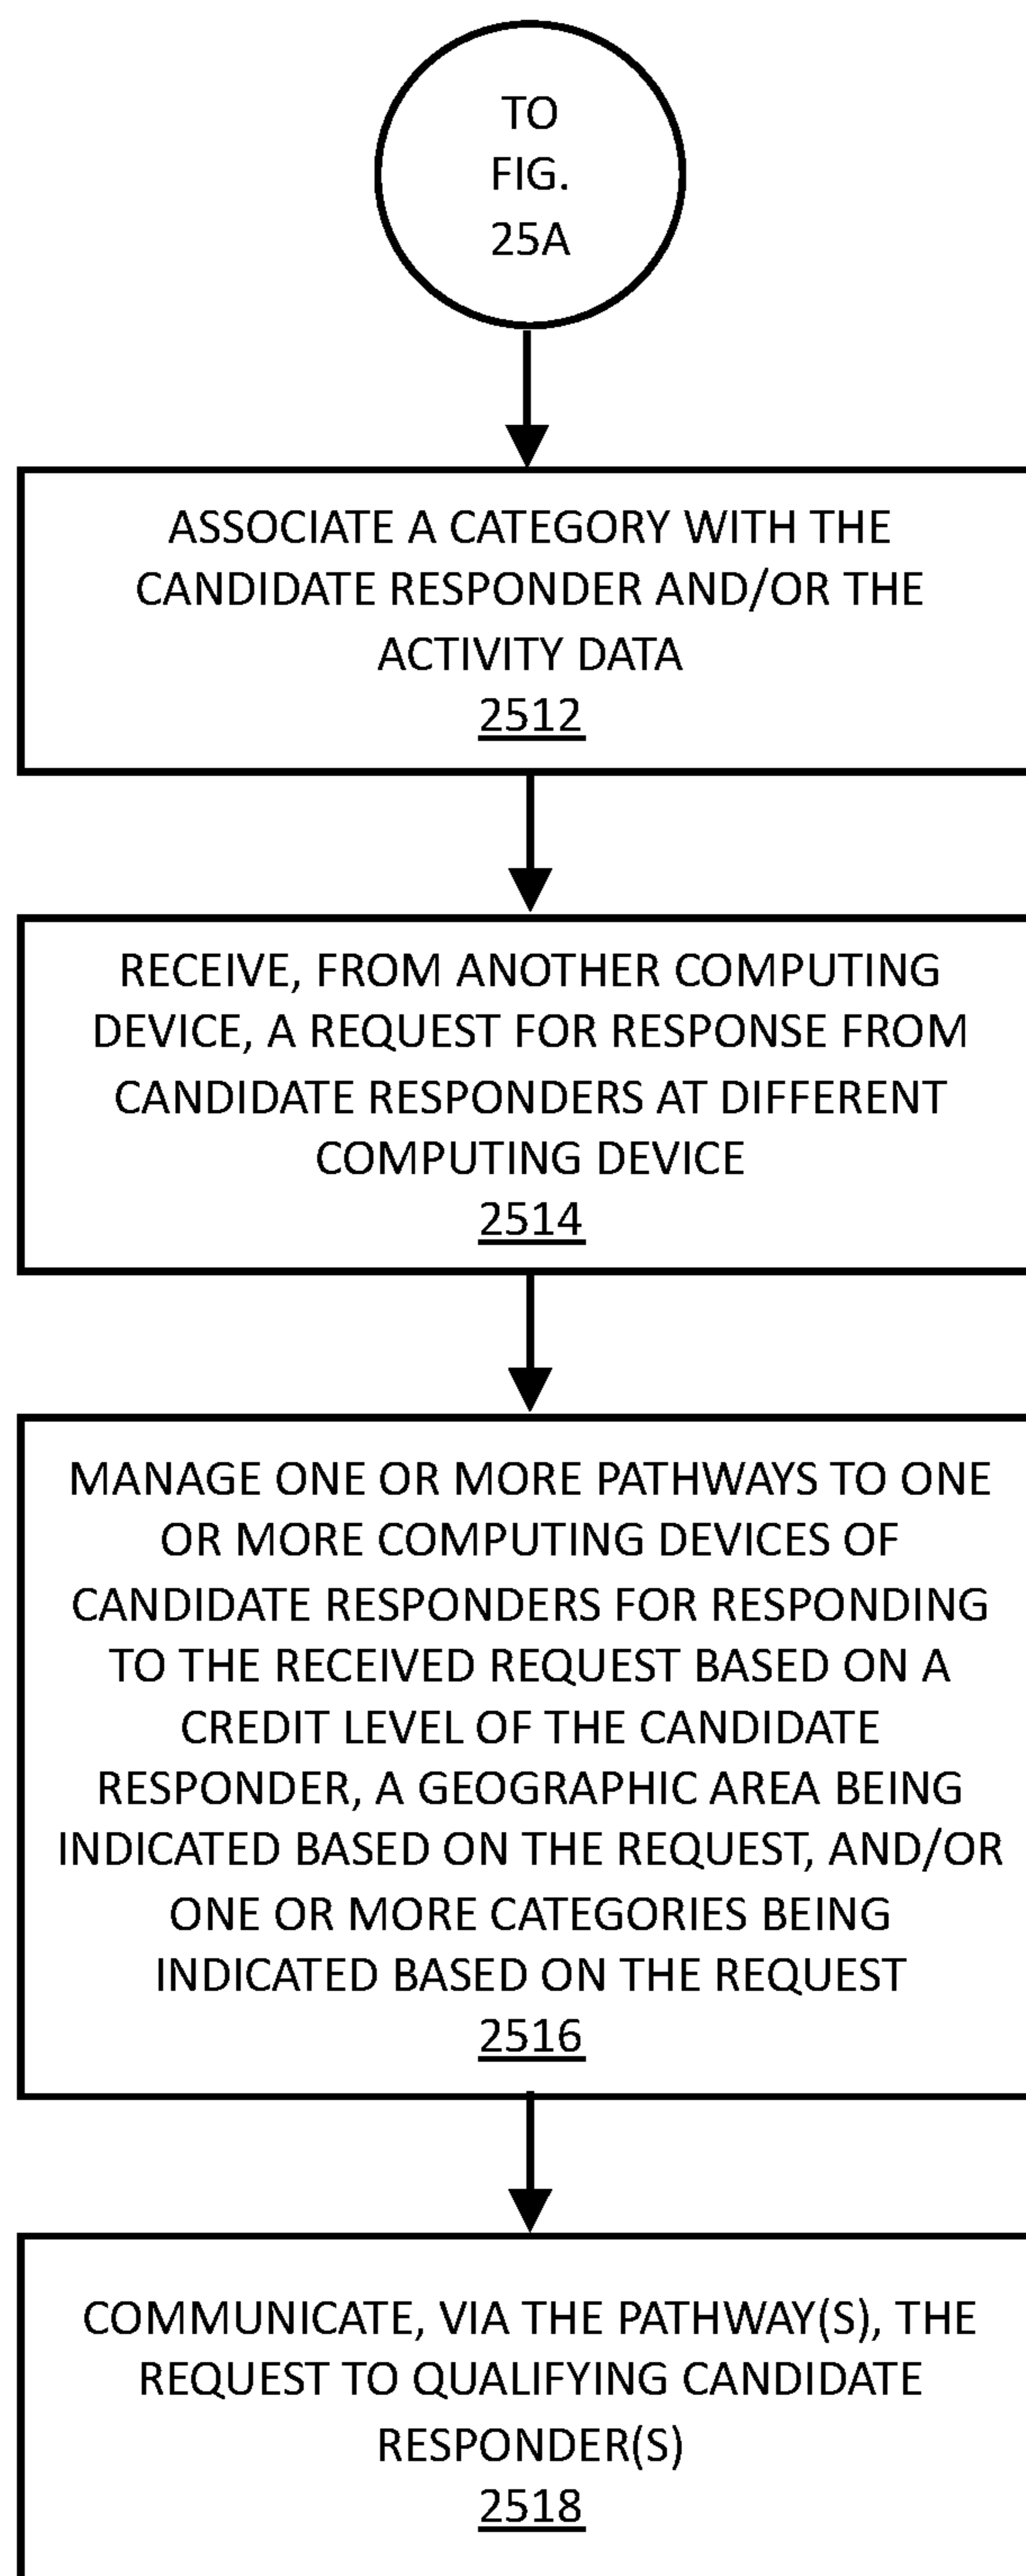 TO
FIG.
25A
ASSOCIATE A CATEGORY WITH THE
CANDIDATE RESPONDER AND/OR THE
ACTIVITY DATA
2512
RECEIVE, FROM ANOTHER COMPUTING
DEVICE, A REQUEST FOR RESPONSE FROM
CANDIDATE RESPONDERS AT DIFFERENT
COMPUTING DEVICE
2514
MANAGE ONE OR MORE PATHWAYS TO ONE
OR MORE COMPUTING DEVICES OF
CANDIDATE RESPONDERS FOR RESPONDING
TO THE RECEIVED REQUEST BASED ON A
CREDIT LEVEL OF THE CANDIDATE
RESPONDER, A GEOGRAPHIC AREA BEING
INDICATED BASED ON THE REQUEST, AND/OR
ONE OR MORE CATEGORIES BEING
INDICATED BASED ON THE REQUEST
2516
COMMUNICATE, VIA THE PATHWAY(S), THE
REQUEST TO QUALIFYING CANDIDATE
RESPONDER(S)
2518